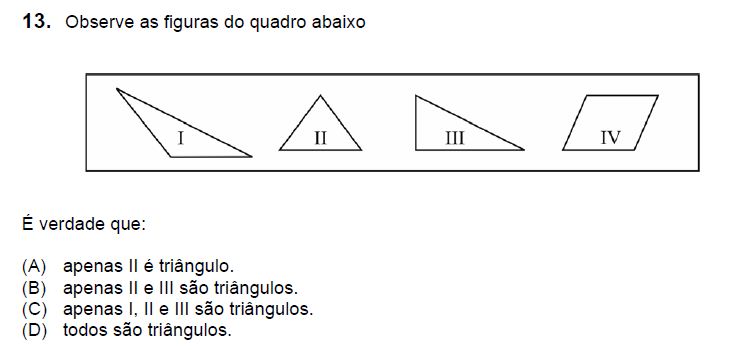 13. Observe as figuras do quadro abaixo
I II III IV
É verdade que:
(A) apenas II é triângulo.
(B) apenas II e III são triângulos.
(C) apenas I, II e III são triângulos.
(D) todos são triângulos.